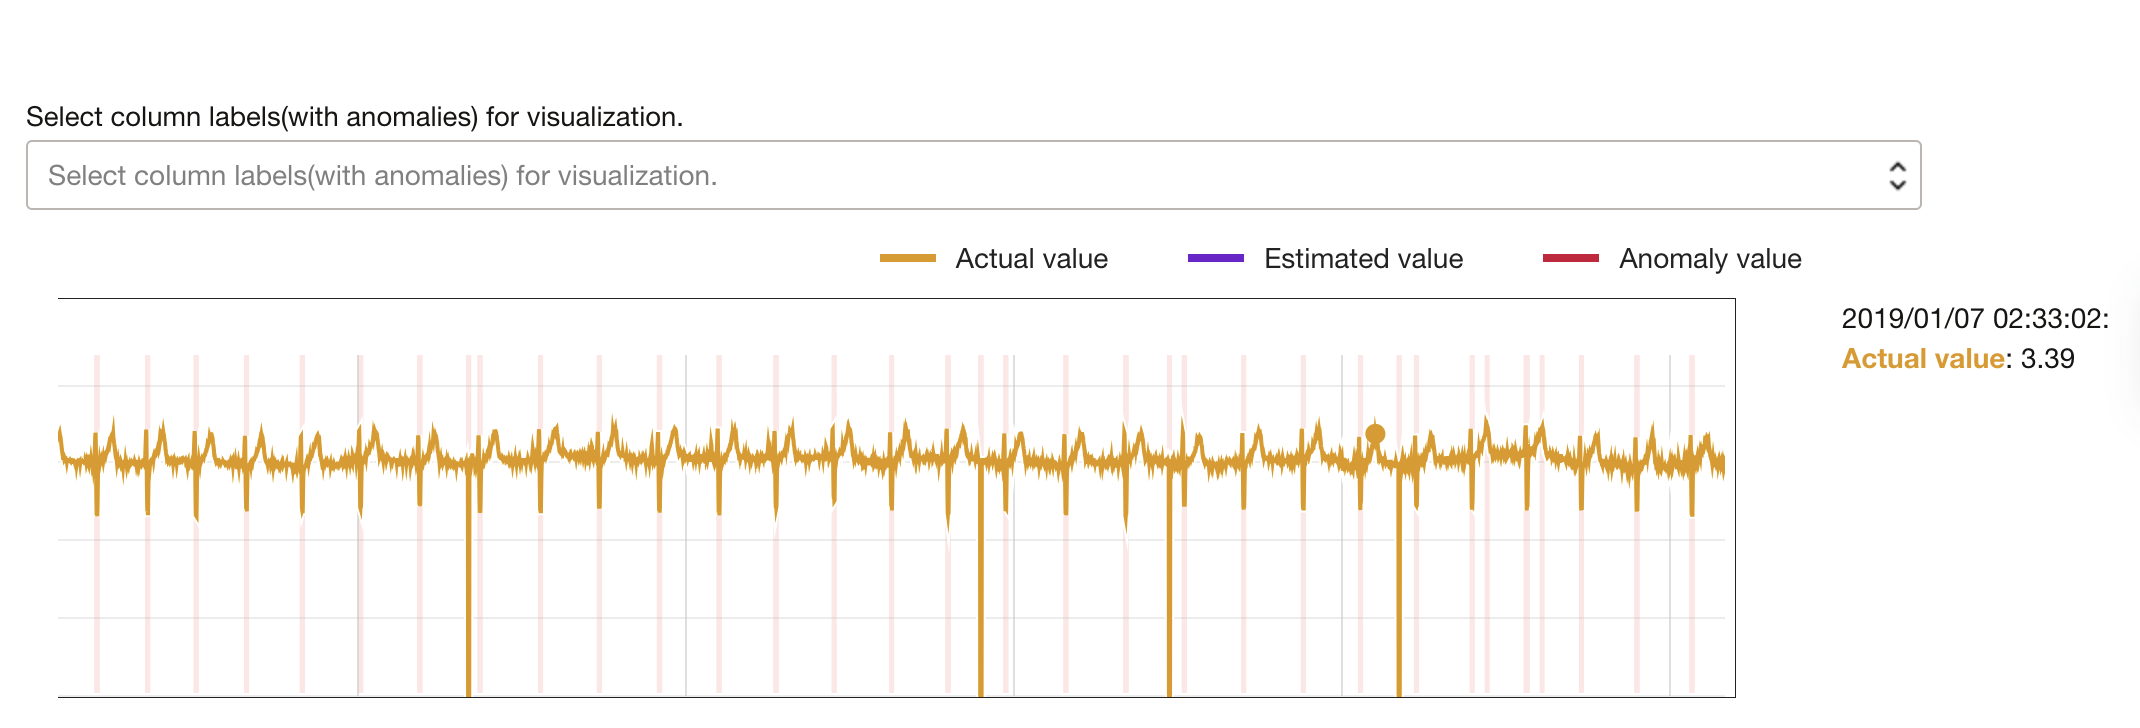 Select column labels(with anomalies) for visualization.
Select column labels(with anomalies) for visualization.
Actual value Estimated value Anomaly value
2019/01/07 02:33:02:
Actual value: 3.39